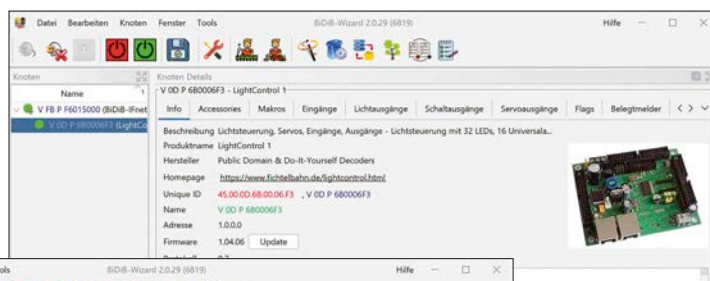 Datei Bearbeiten Knoten Fenster Tools BiDiB-Wizard 2.0.29 (6819) Hilfe
Knoten
Name
V FB P F6015000 (BiDiB-IFnet
V 0D P 6B0006F3 (LightCo
Knoten Details
V 0D P 6B0006F3 - LightControl 1
Info Accessories Makros Eingänge Lichtausgänge Schaltausgänge Servoausgänge Flags Belegtmelder
Beschreibung Lichtsteuerung, Servos, Eingänge, Ausgänge - Lichtsteuerung mit 32 LEDs, 16 Universala...
Produktname LightControl 1
Hersteller Public Domain & Do-It-Yourself Decoders
Homepage https://www.fichtelbahn.de/lightcontrol.html
Unique ID 45.00.0D.6B.00.06.F3 , V 0D P 6B0006F3
Name V 0D P 6B0006F3
Adresse 1.0.0.0
Firmware 1.04.06 Update
ols BiDiB-Wizard 2.0.29 (6819) Hilfe